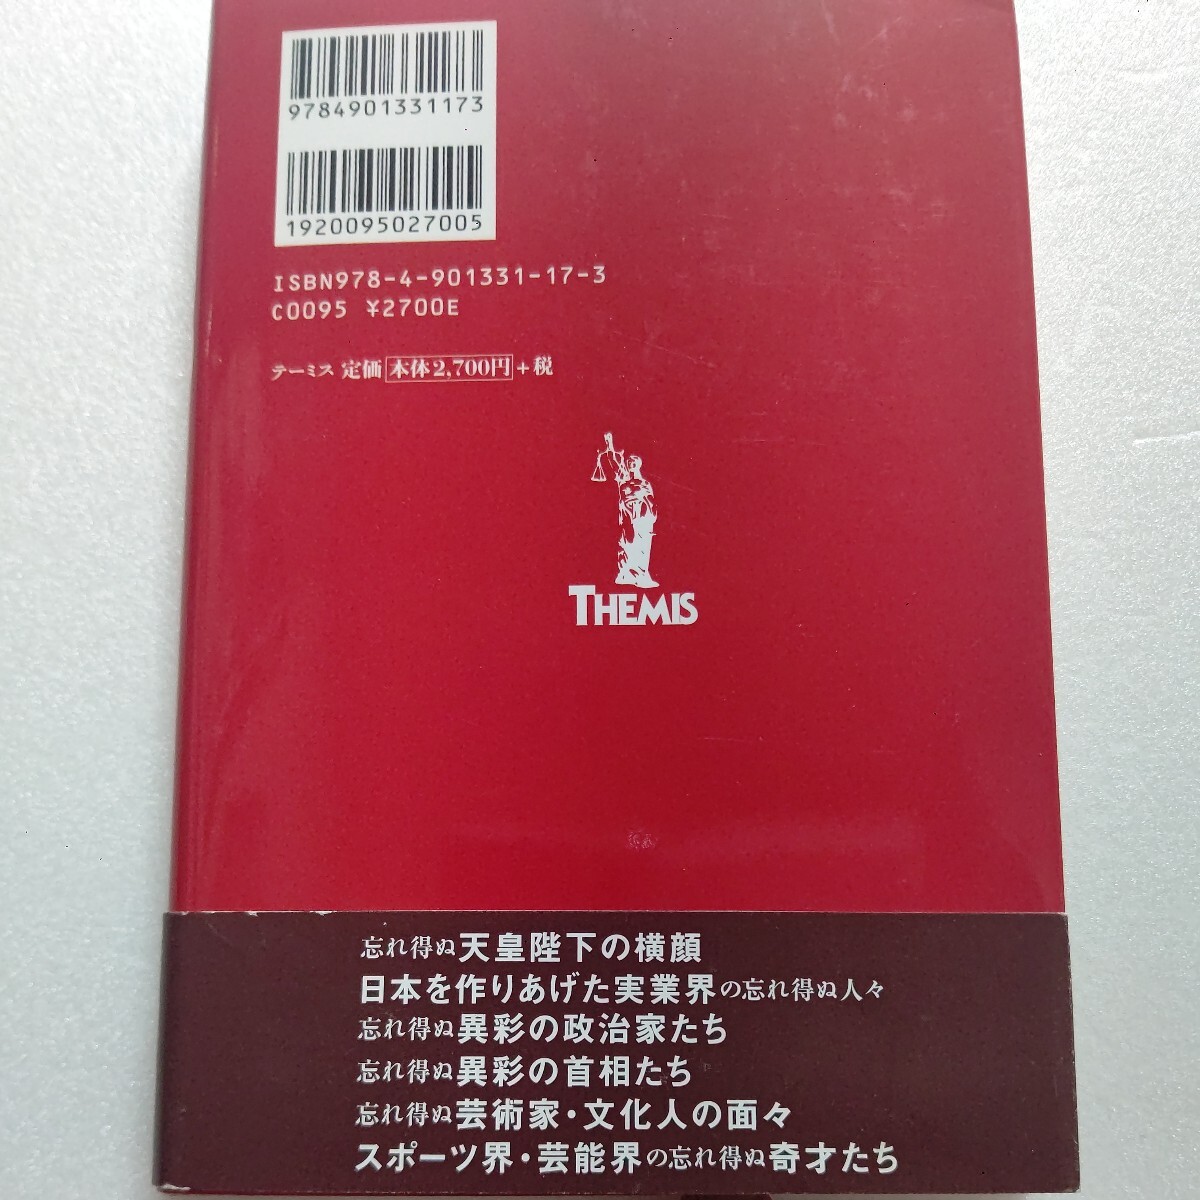 9784901331173
1920095027005
ISBN978-4-901331-17-3
C0095 ¥2700E
テーミス 定価 本体2,700円＋税
THEMIS
忘れ得ぬ天皇陛下の横顔
日本を作りあげた実業界の忘れ得ぬ人々
忘れ得ぬ異彩の政治家たち
忘れ得ぬ異彩の首相たち
忘れ得ぬ芸術家・文化人の面々
スポーツ界・芸能界の忘れ得ぬ奇才たち